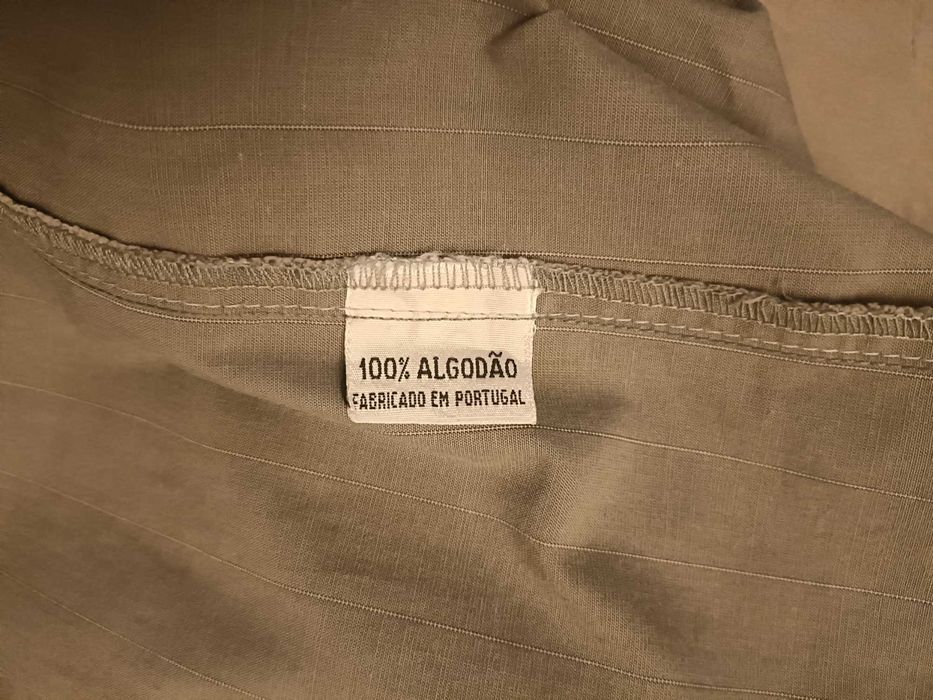 100% ALGODÃO
FABRICADO EM PORTUGAL